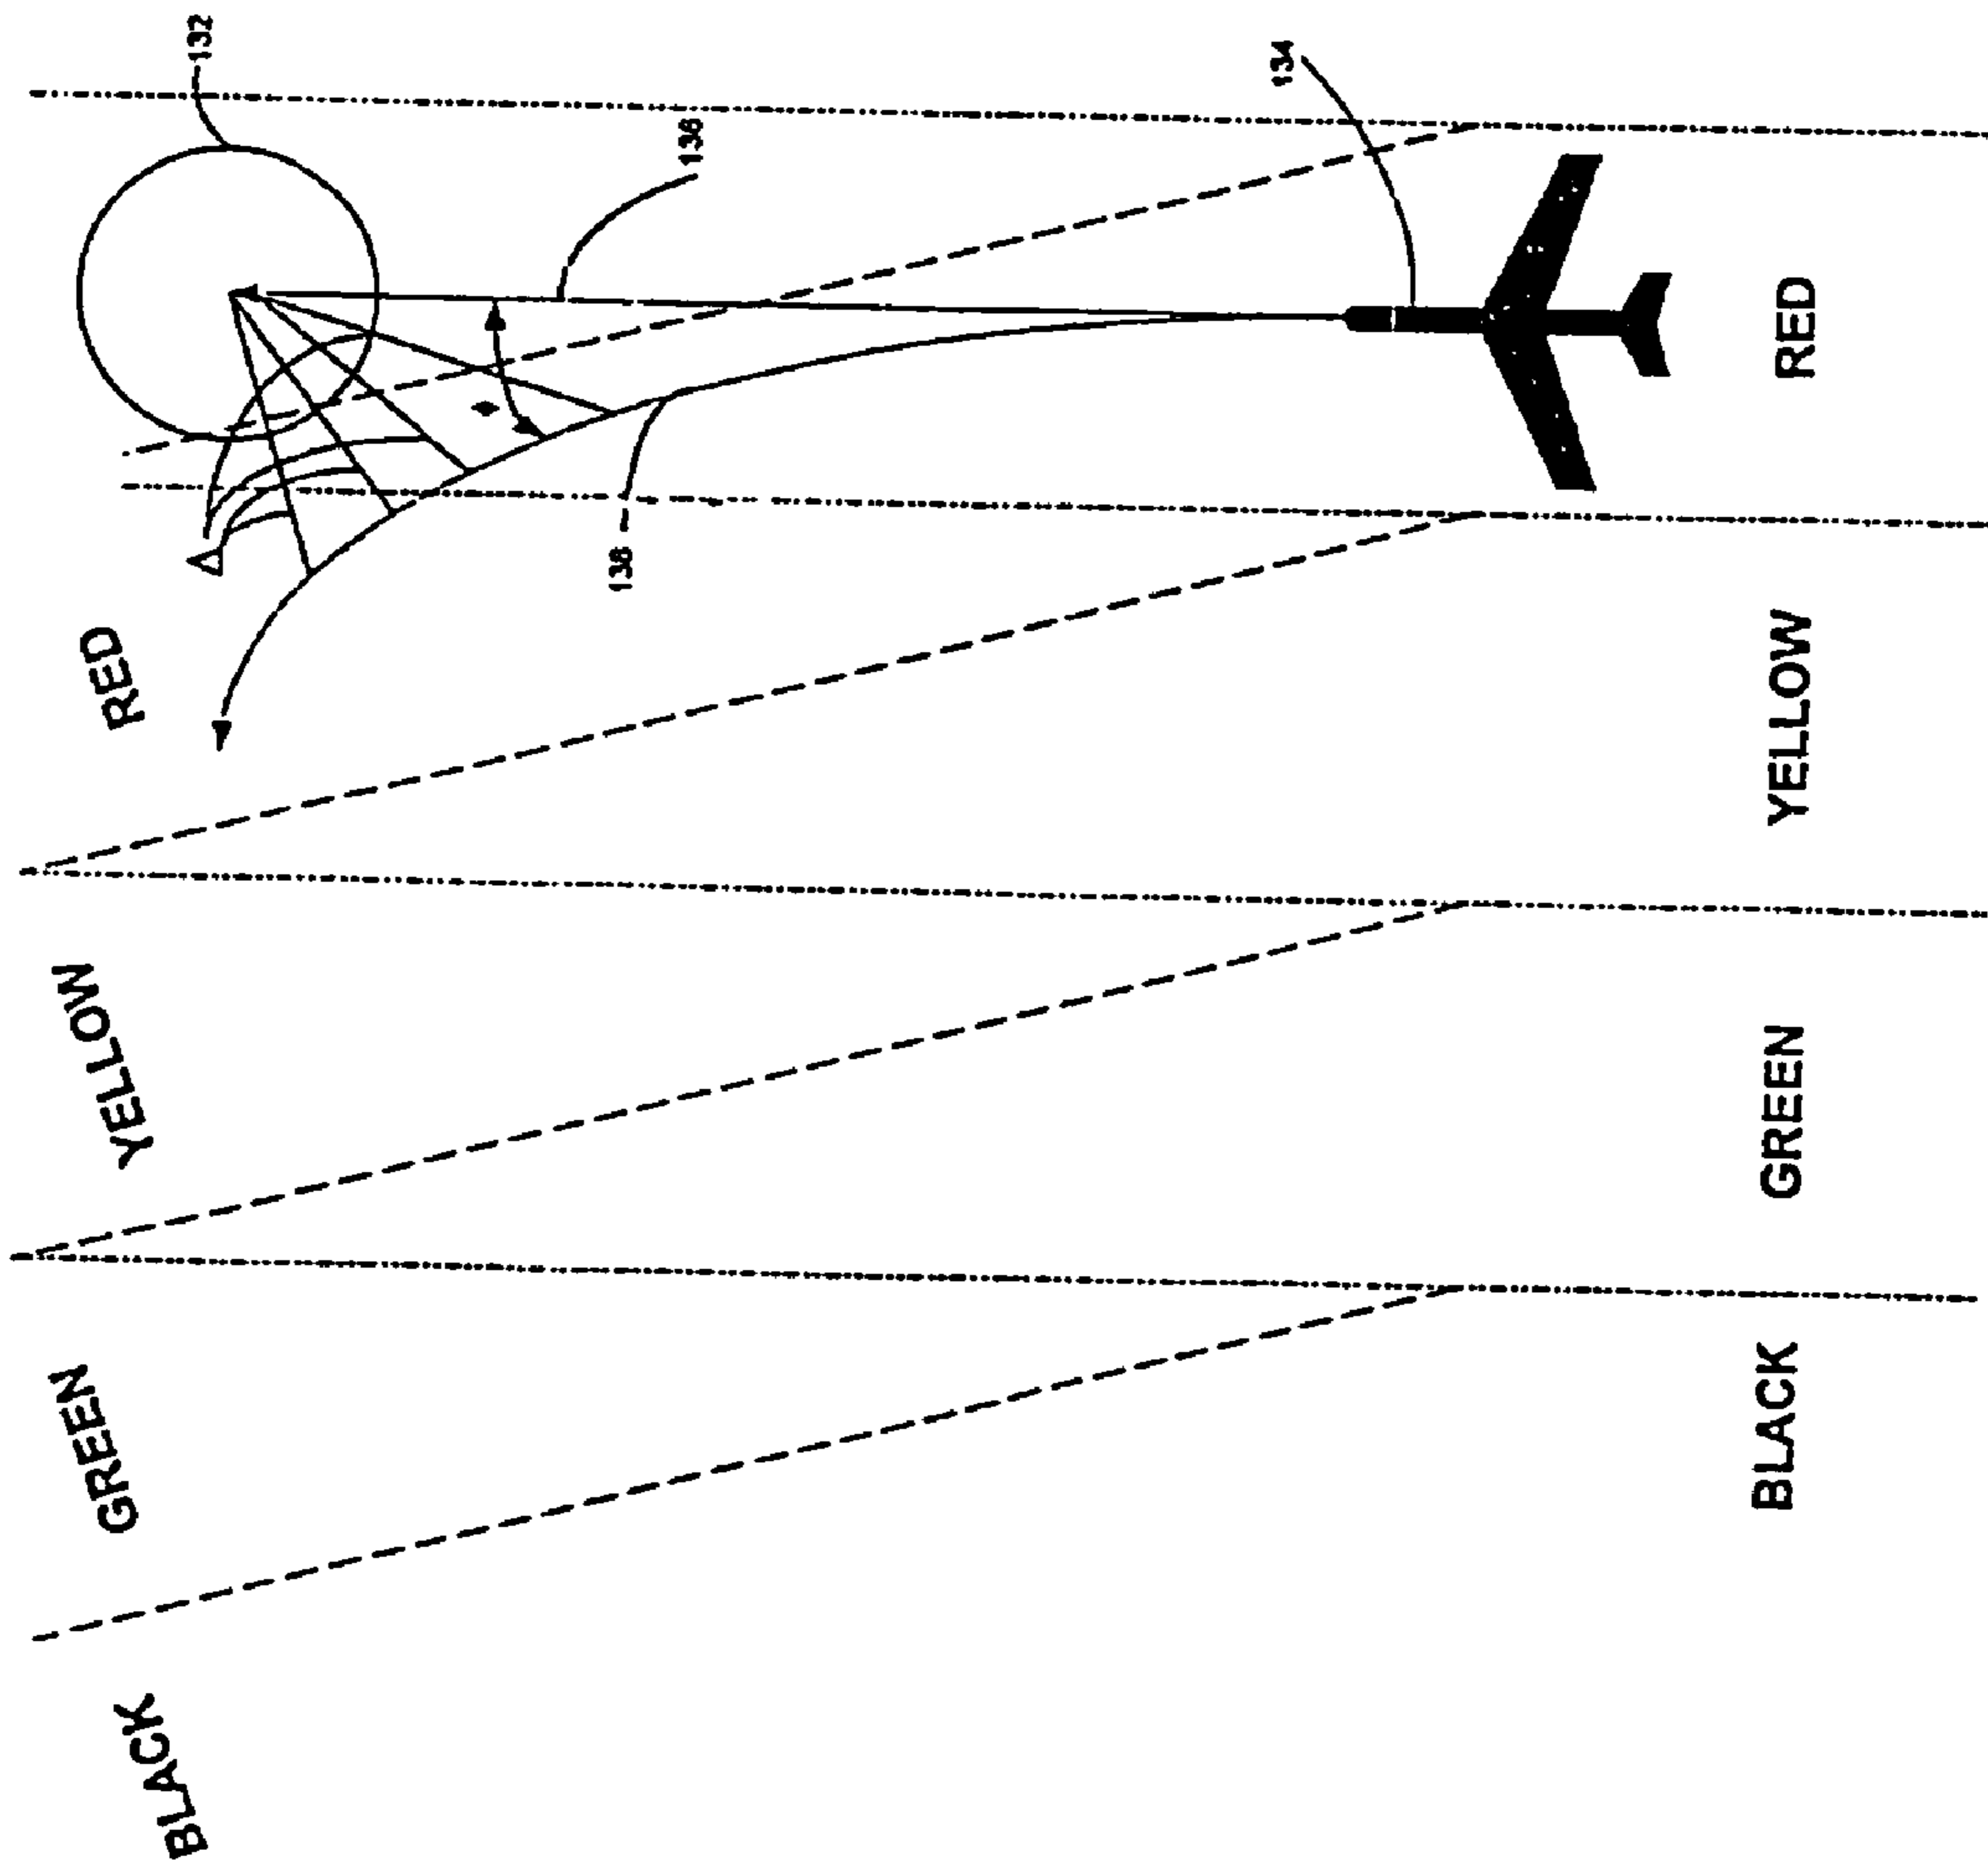 BLACK
GREEN
YELLOW
RED
132
ϕ
138
136
134
BLACK
GREEN
YELLOW
RED